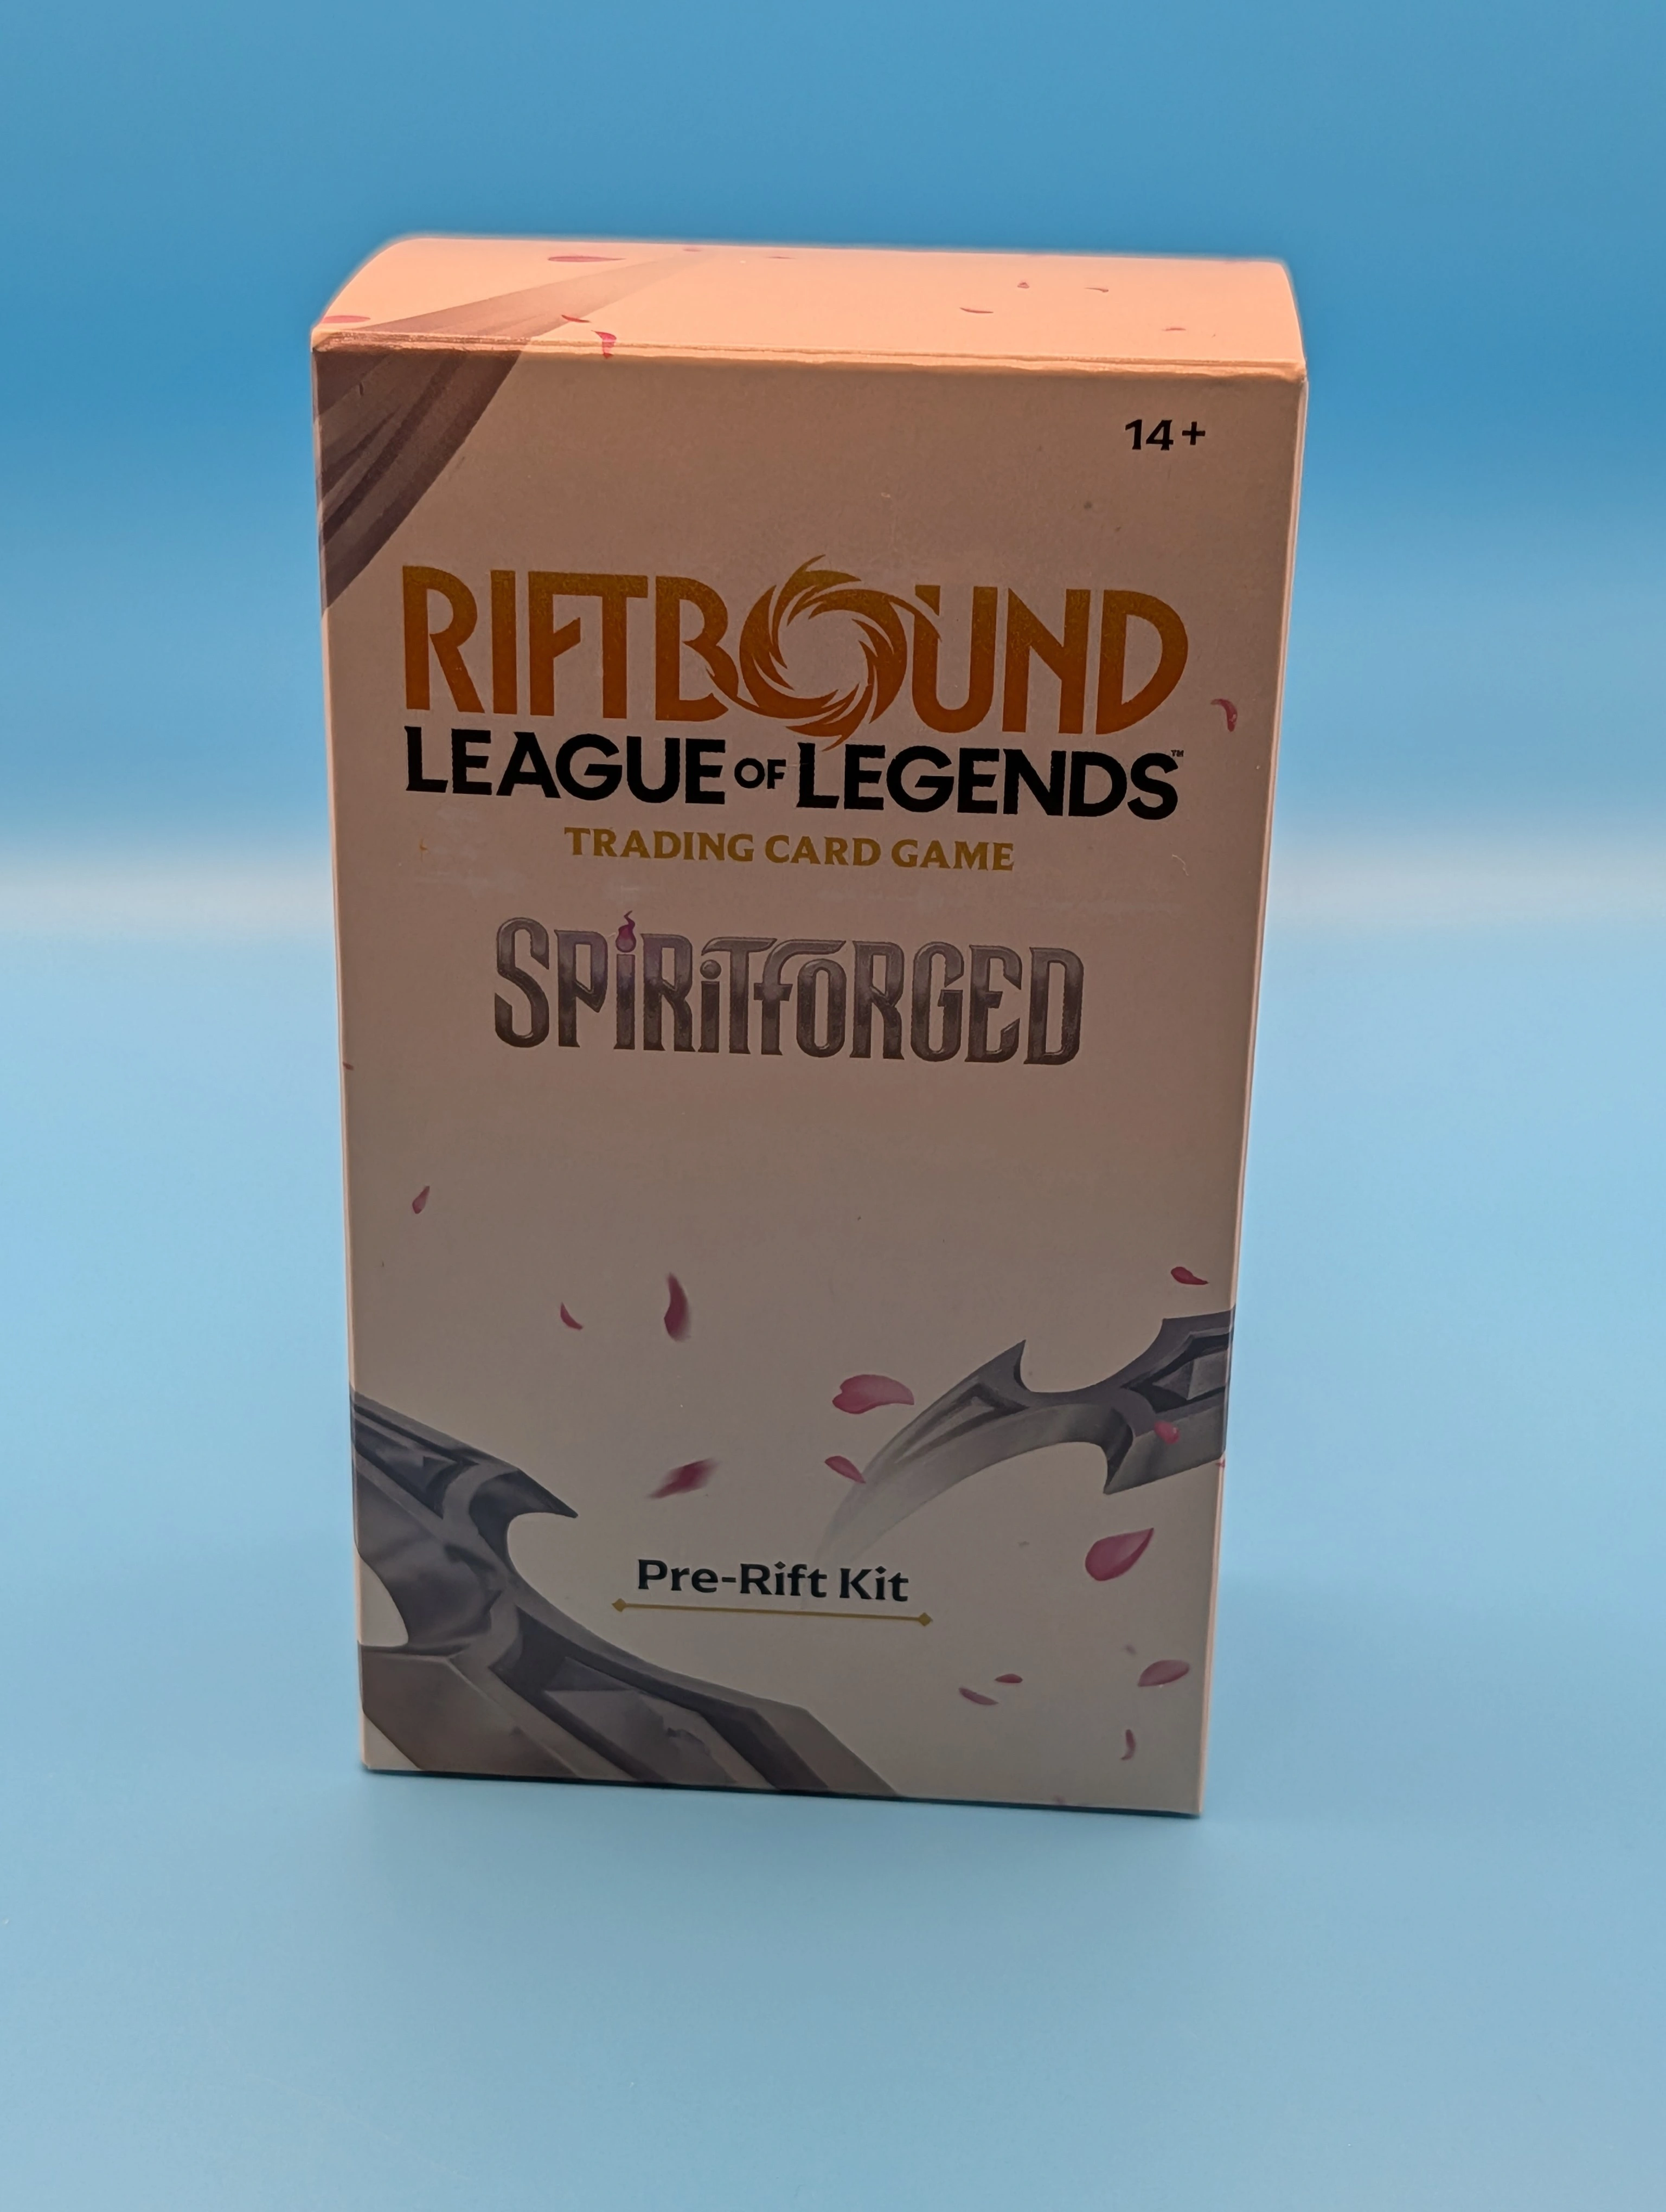 14+
RIFTBOUND
LEAGUE OF LEGENDS™
TRADING CARD GAME
SPIRITFORGED
Pre-Rift Kit